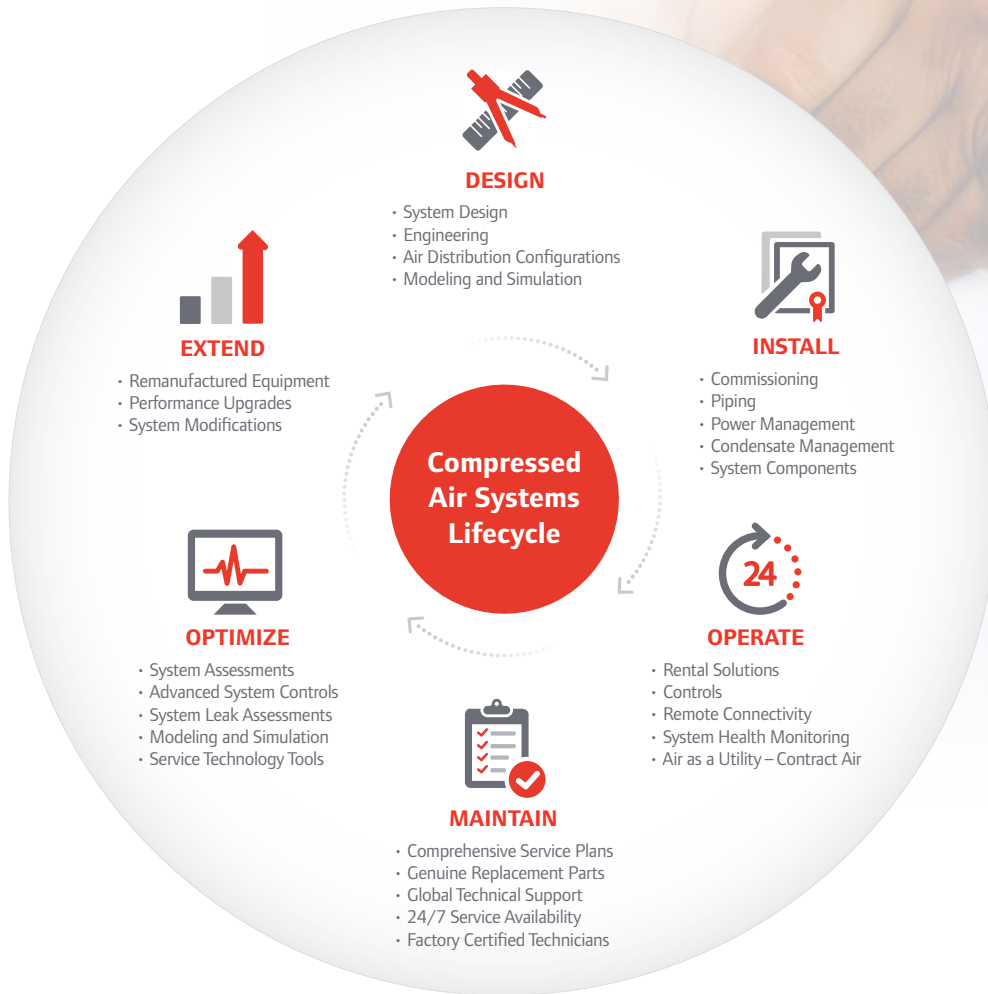 DESIGN
· System Design
· Engineering
· Air Distribution Configurations
· Modeling and Simulation
INSTALL
· Commissioning
· Piping
· Power Management
· Condensate Management
· System Components
OPERATE
24
· Rental Solutions
· Controls
· Remote Connectivity
· System Health Monitoring
· Air as a Utility – Contract Air
MAINTAIN
· Comprehensive Service Plans
· Genuine Replacement Parts
· Global Technical Support
· 24/7 Service Availability
· Factory Certified Technicians
OPTIMIZE
· System Assessments
· Advanced System Controls
· System Leak Assessments
· Modeling and Simulation
· Service Technology Tools
EXTEND
· Remanufactured Equipment
· Performance Upgrades
· System Modifications
Compressed
Air Systems
Lifecycle